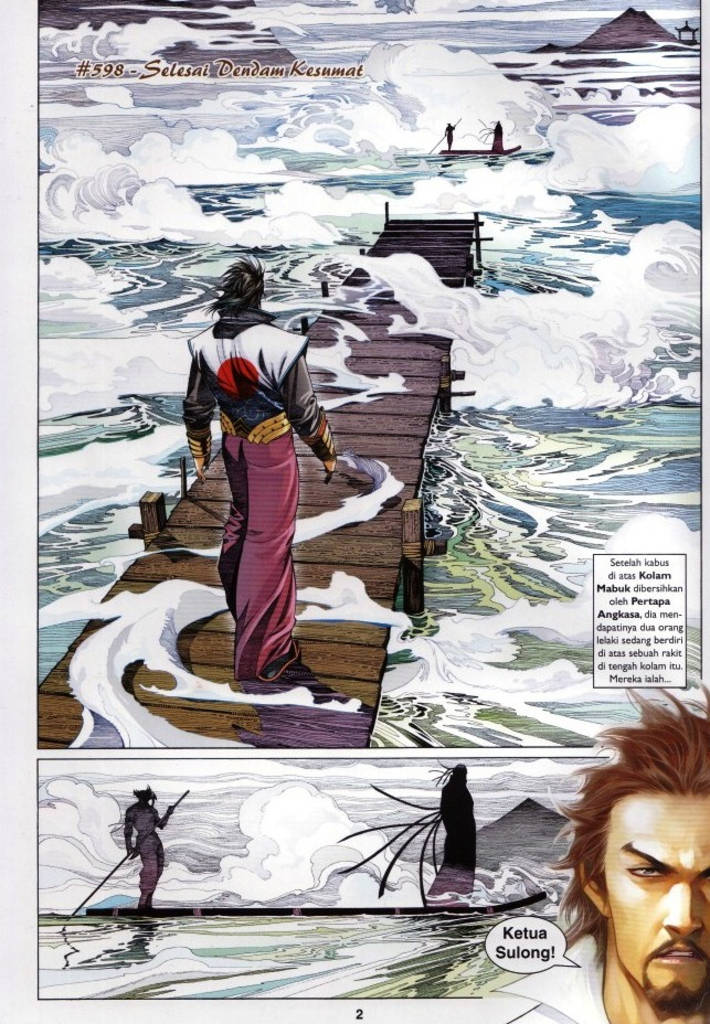 #598 - Selesai Dendam Kesumat
Setelah kabus
di atas Kolam
Mabuk dibersihkan
oleh Pertapa
Angkasa, dia men-
dapatinya dua orang
lelaki sedang berdiri
di atas sebuah rakit
di tengah kolam itu.
Mereka ialah...
Ketua
Sulong!
2